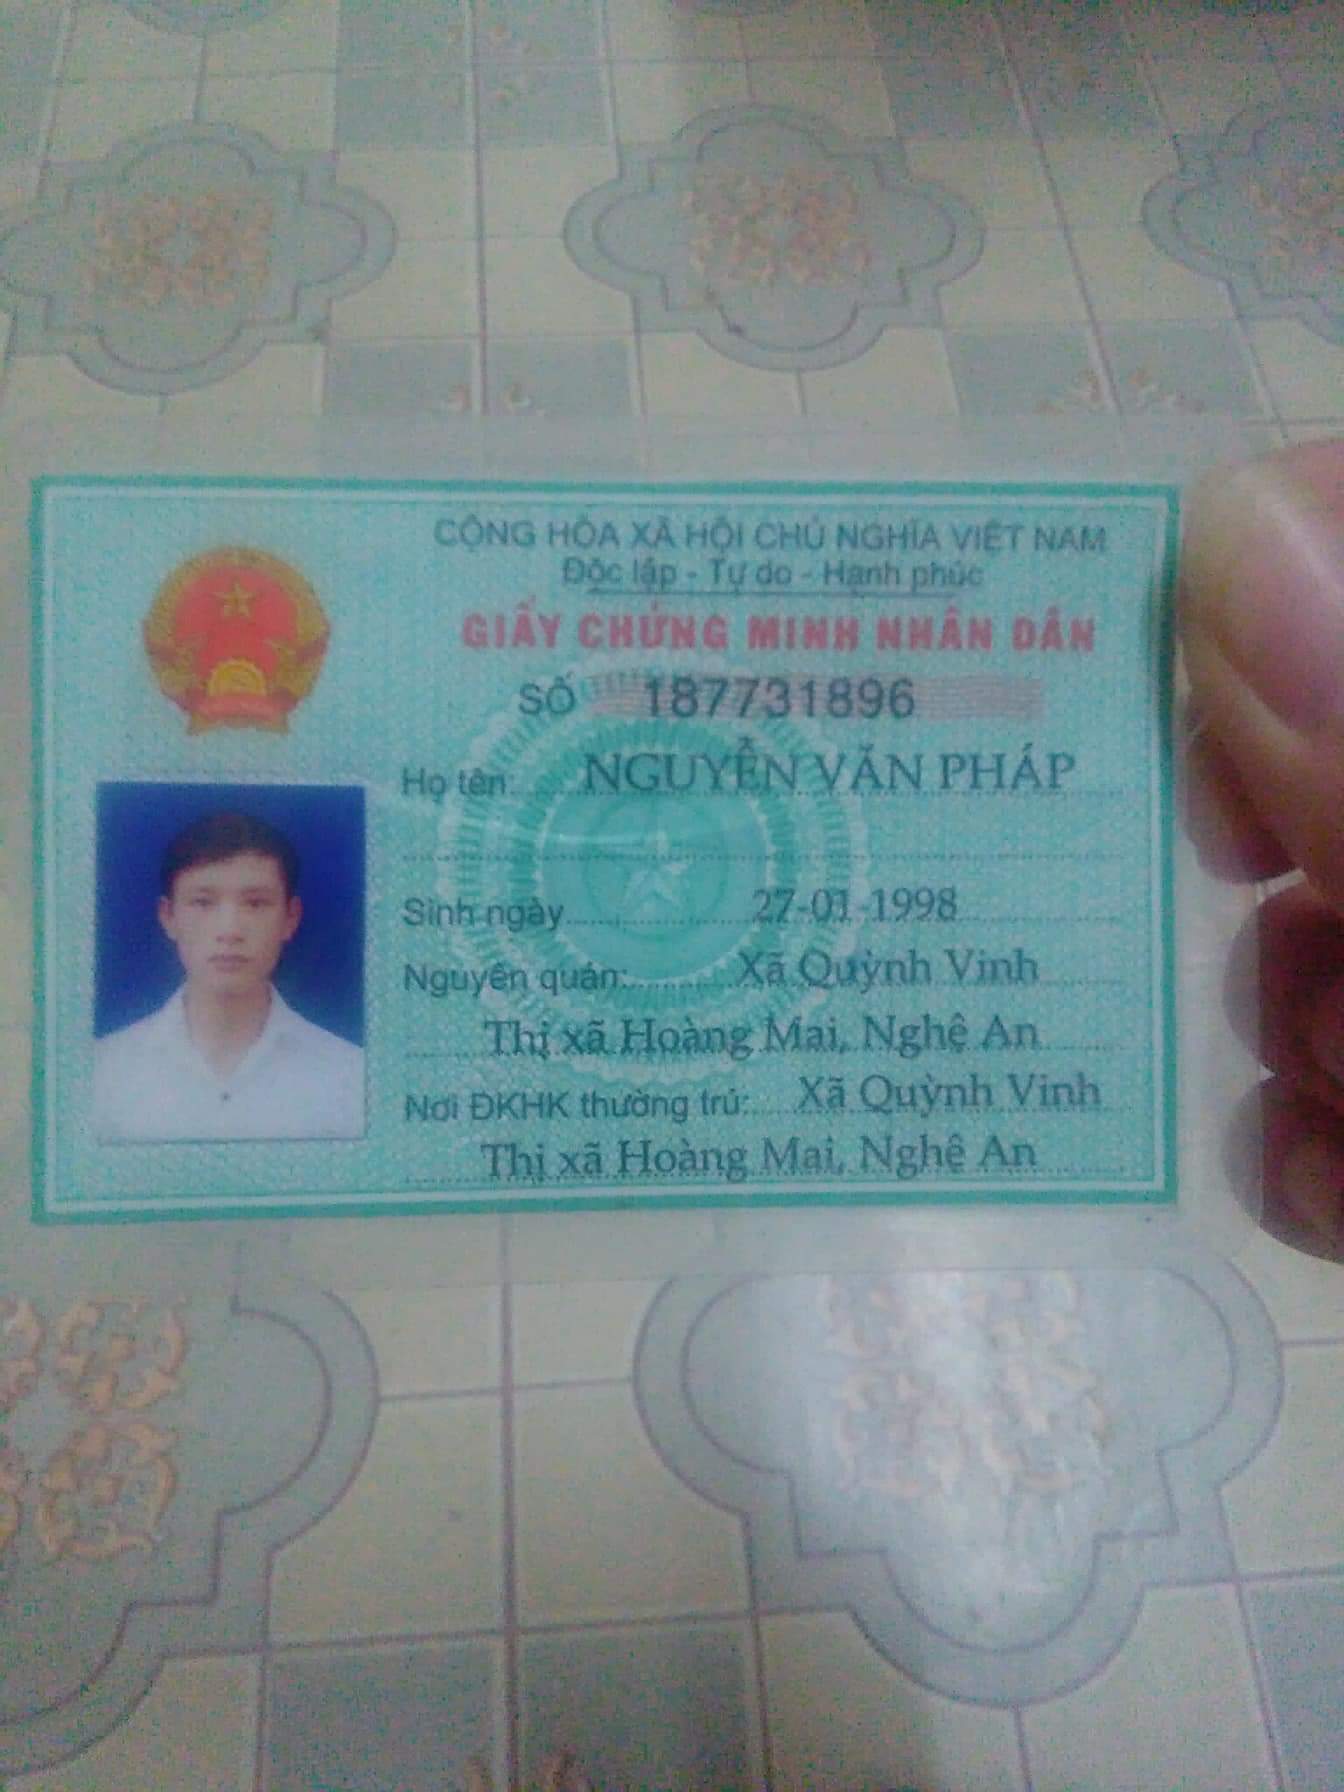 CỘNG HÒA XÃ HỘI CHỦ NGHĨA VIỆT NAM
Độc lập - Tự do - Hạnh phúc
GIẤY CHỨNG MINH NHÂN DÂN
SỐ 187731896
Họ tên: NGUYỄN VĂN PHÁP
Sinh ngày 27-01-1998
Nguyên quán: Xã Quỳnh Vinh
Thị xã Hoàng Mai, Nghệ An
Nơi ĐKHK thường trú: Xã Quỳnh Vinh
Thị xã Hoàng Mai, Nghệ An